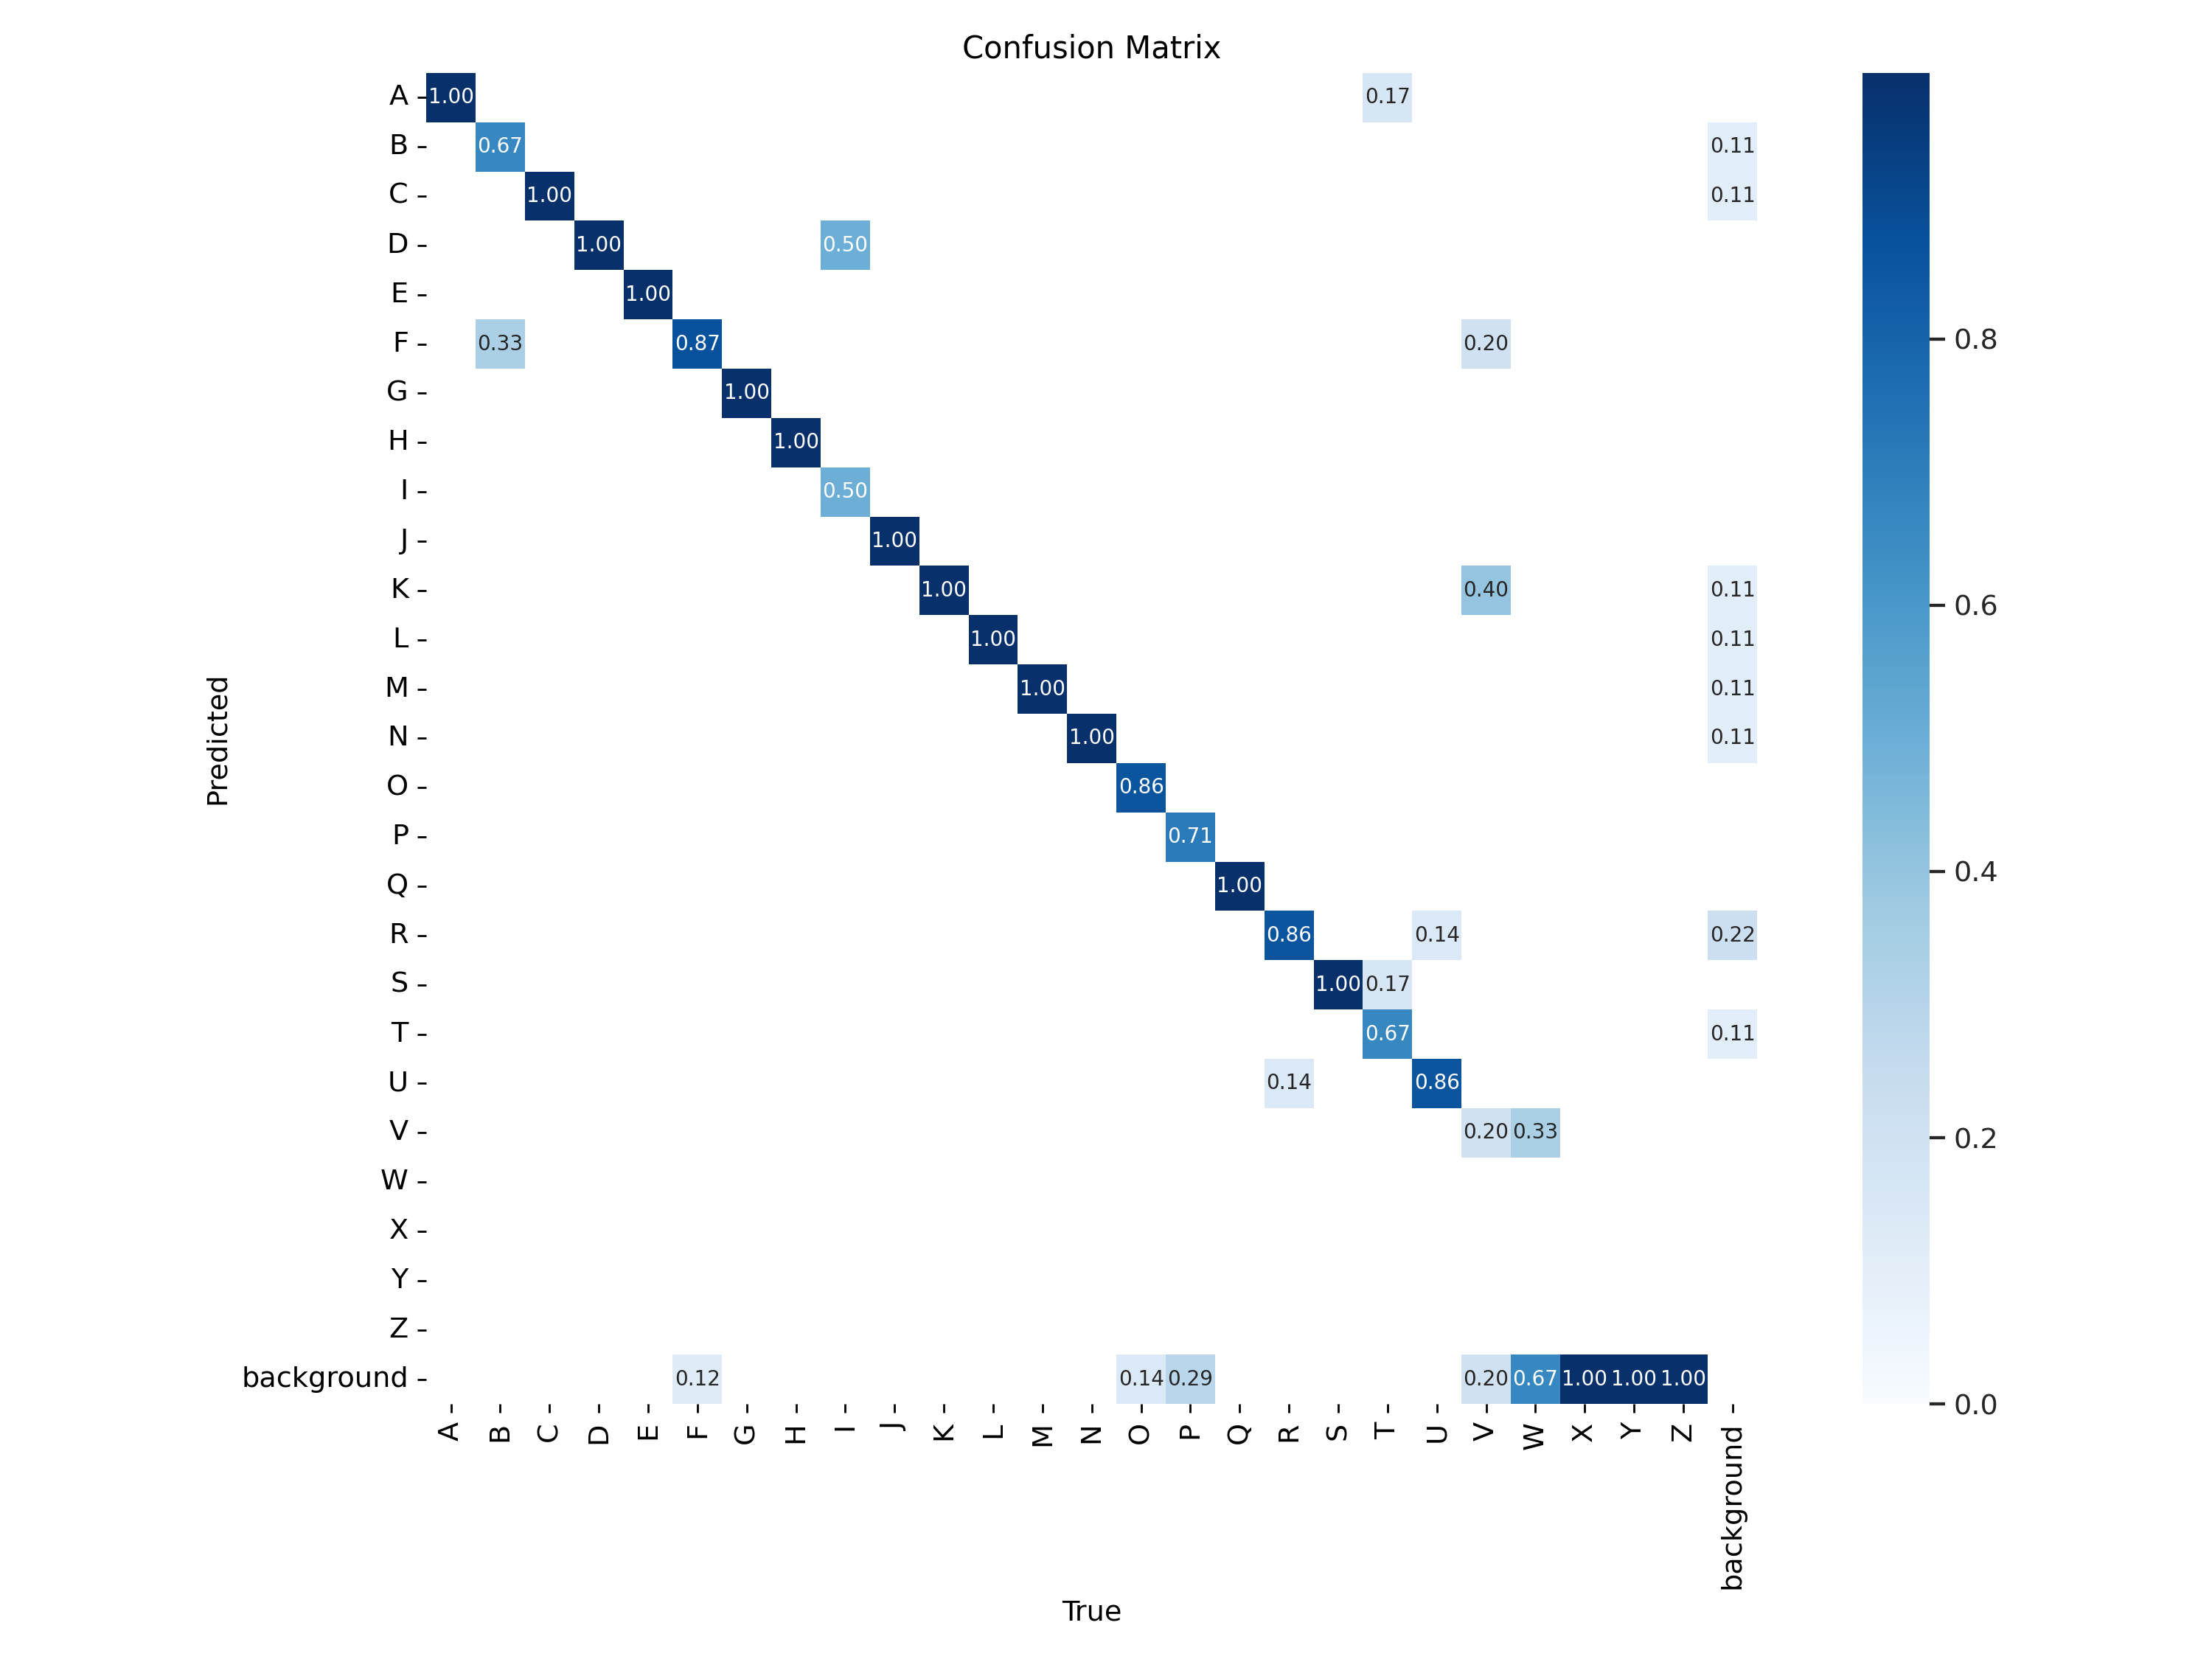 Confusion Matrix
A 1.00 0.17
B 0.67 0.11
C 1.00 0.11
D 1.00 0.50
E 1.00
F 0.33 0.87 0.20
0.8
G 1.00
H 1.00
I 0.50
J 1.00
K 1.00 0.40 0.11
0.6
L 1.00 0.11
M 1.00 0.11
Predicted
N 1.00 0.11
O 0.86
P 0.71
0.4
Q 1.00
R 0.86 0.14 0.22
S 1.00 0.17
T 0.67 0.11
U 0.14 0.86
V 0.20 0.33
0.2
W
X
Y
Z
background 0.12 0.14 0.29 0.20 0.67 1.00 1.00 1.00
0.0
A B C D E F G H I J K L M N O P Q R S T U V W X Y Z background
True